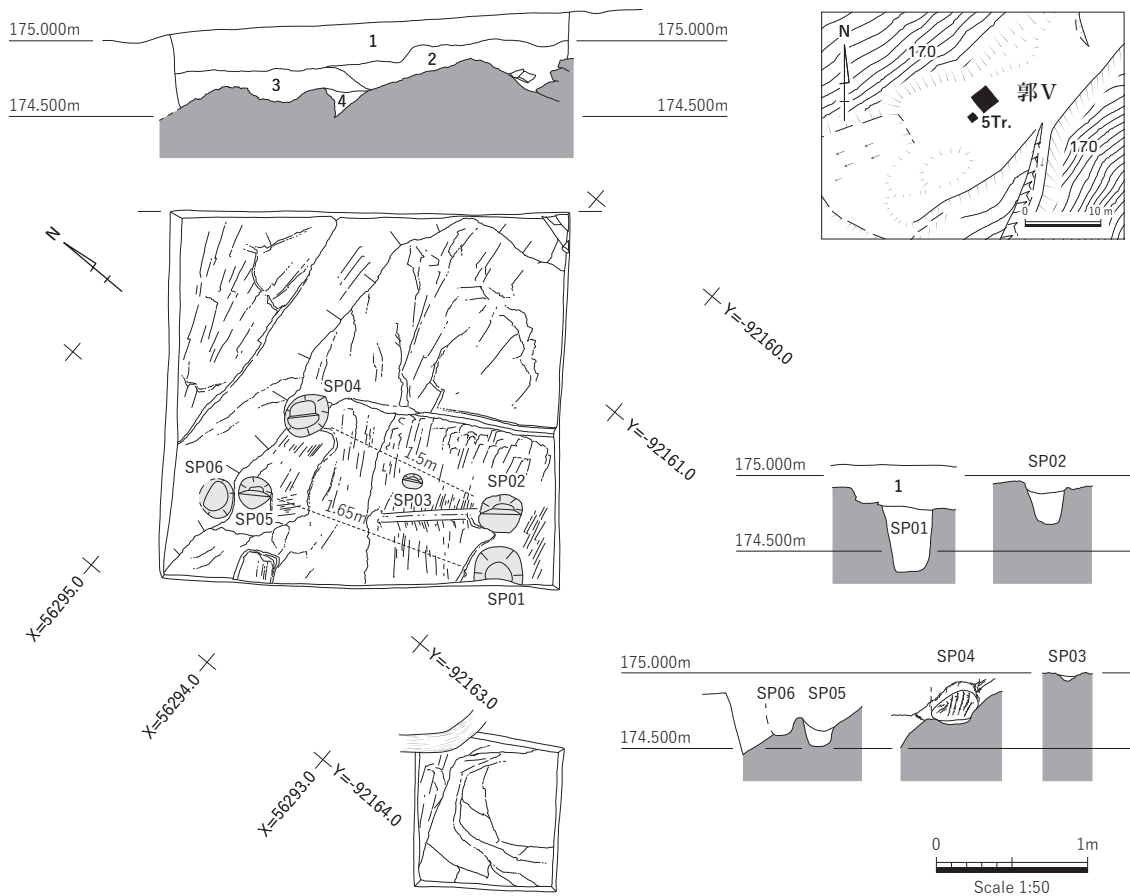 175.000m
175.000m
1
2
3
4
174.500m
174.500m
N
170
郭Ⅴ
5Tr.
170
0 10 m
N
Y=-92160.0
SP04
Y=-92161.0
1.5m
SP06
SP02
SP03
SP05
1.65m
SP01
175.000m
SP02
1
SP01
174.500m
X=56295.0
X=56294.0
Y=-92163.0
X=56293.0
Y=-92164.0
175.000m
SP04
SP03
SP06
SP05
174.500m
0 1m
Scale 1:50